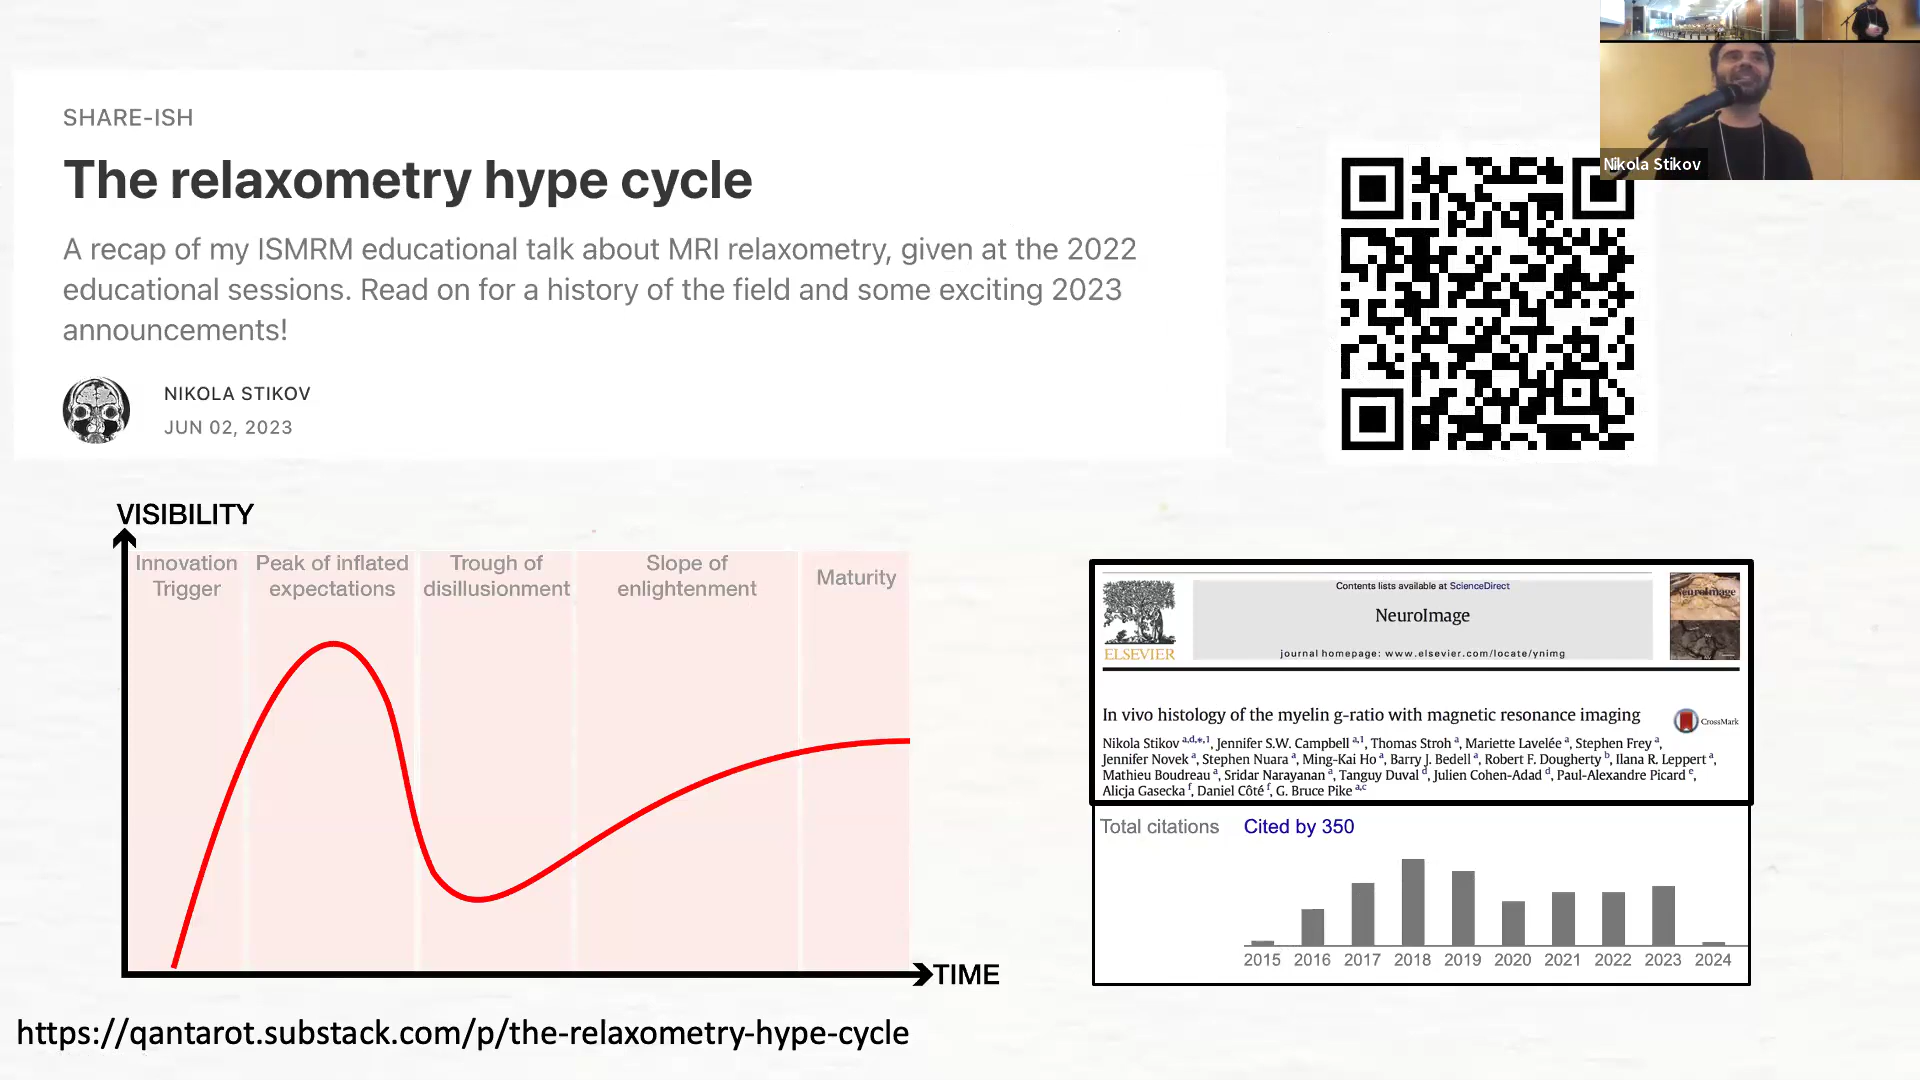 SHARE-ISH
The relaxometry hype cycle
A recap of my ISMRM educational talk about MRI relaxometry, given at the 2022
educational sessions. Read on for a history of the field and some exciting 2023
announcements!
NIKOLA STIKOV
JUN 02, 2023
Nikola Stikov
VISIBILITY
Innovation
Trigger
Peak of inflated
expectations
Trough of
disillusionment
Slope of
enlightenment
Maturity
TIME
https://qantarot.substack.com/p/the-relaxometry-hype-cycle
Contents lists available at ScienceDirect
NeuroImage
journal homepage: www.elsevier.com/locate/ynimg
ELSEVIER
NeuroImage
In vivo histology of the myelin g-ratio with magnetic resonance imaging
CrossMark
Nikola Stikov a,d,*,1, Jennifer S.W. Campbell a,1, Thomas Stroh a, Mariette Lavelée a, Stephen Frey a,
Jennifer Novek a, Stephen Nuara a, Ming-Kai Ho a, Barry J. Bedell a, Robert F. Dougherty b, Ilana R. Leppert a,
Mathieu Boudreau a, Sridar Narayanan a, Tanguy Duval d, Julien Cohen-Adad d, Paul-Alexandre Picard e,
Alicja Gasecka f, Daniel Côté f, G. Bruce Pike a,c
Total citations Cited by 350
2015 2016 2017 2018 2019 2020 2021 2022 2023 2024